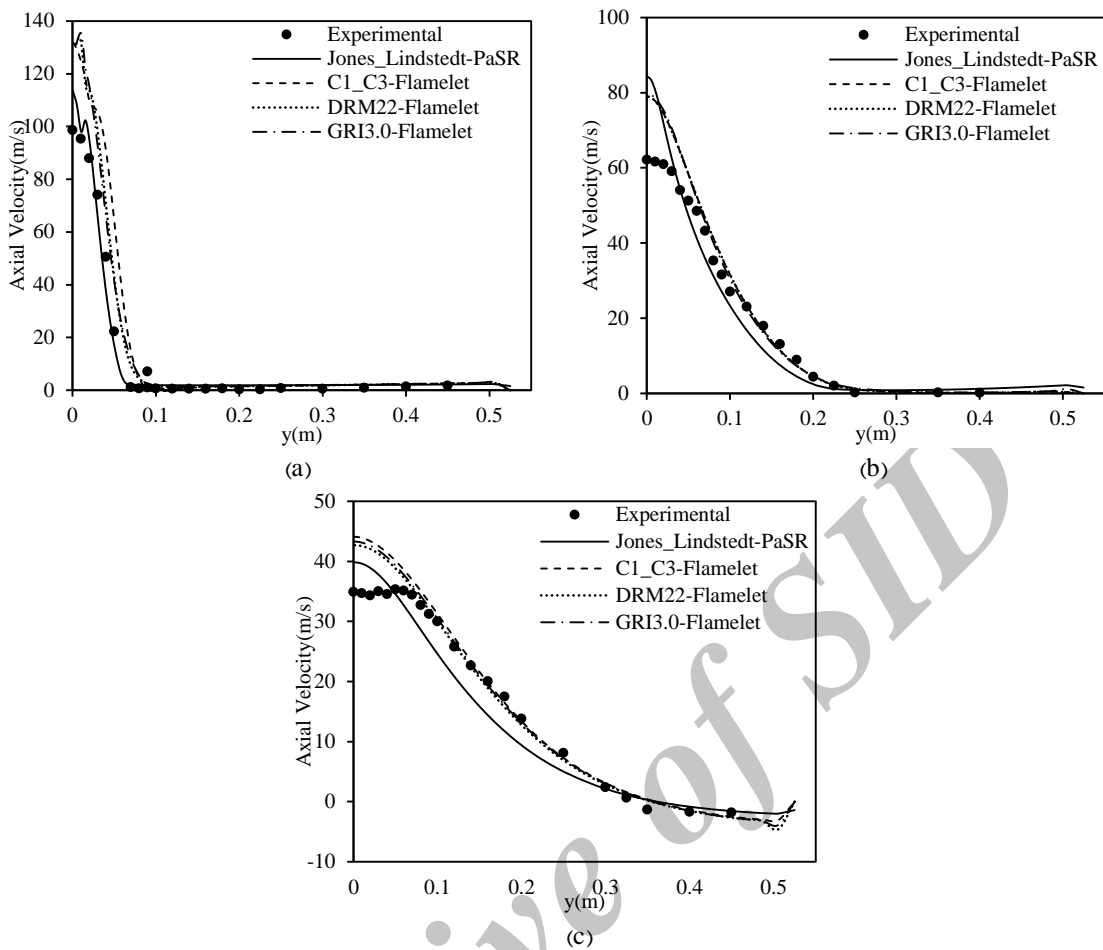 140
120
100
80
60
40
20
0
Axial Velocity(m/s)
Experimental
Jones_Lindstedt-PaSR
C1_C3-Flamelet
DRM22-Flamelet
GRI3.0-Flamelet
0 0.1 0.2 0.3 0.4 0.5
y(m)
(a)
100
80
60
40
20
0
Axial Velocity(m/s)
Experimental
Jones_Lindstedt-PaSR
C1_C3-Flamelet
DRM22-Flamelet
GRI3.0-Flamelet
0 0.1 0.2 0.3 0.4 0.5
y(m)
(b)
50
40
30
20
10
0
-10
Axial Velocity(m/s)
Experimental
Jones_Lindstedt-PaSR
C1_C3-Flamelet
DRM22-Flamelet
GRI3.0-Flamelet
0 0.1 0.2 0.3 0.4 0.5
y(m)
(c)
ive of SID